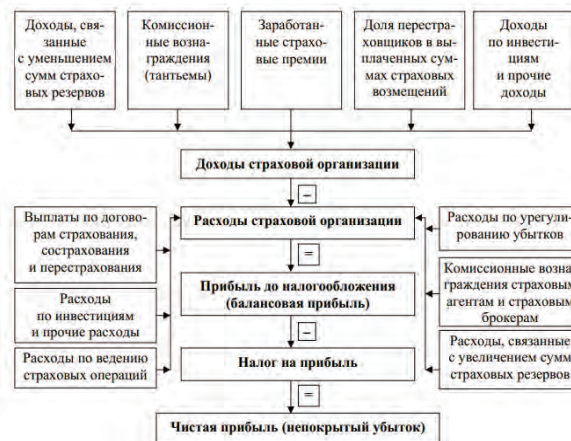 Доходы, свя-
занные
с уменьшением
сумм страхо-
вых резервов
Комиссион-
ные возна-
граждения
(тантьемы)
Заработан-
ные страхо-
вые премии
Доля перестра-
ховщиков в вы-
плаченных сум-
мах страховых
возмещений
Доходы
по инвести-
циям
и прочие
доходы
Доходы страховой организации
–
Расходы страховой организации
=
Прибыль до налогообложения
(балансовая прибыль)
–
Налог на прибыль
=
Чистая прибыль (непокрытый убыток)
Выплаты по догово-
рам страхования,
сострахования
и перестрахования
Расходы
по инвестициям
и прочие расходы
Расходы по ведению
страховых операций
Расходы по урегули-
рованию убытков
Комиссионные возна-
граждения страховым
агентам и страховым
брокерам
Расходы, связанные
с увеличением сумм
страховых резервов